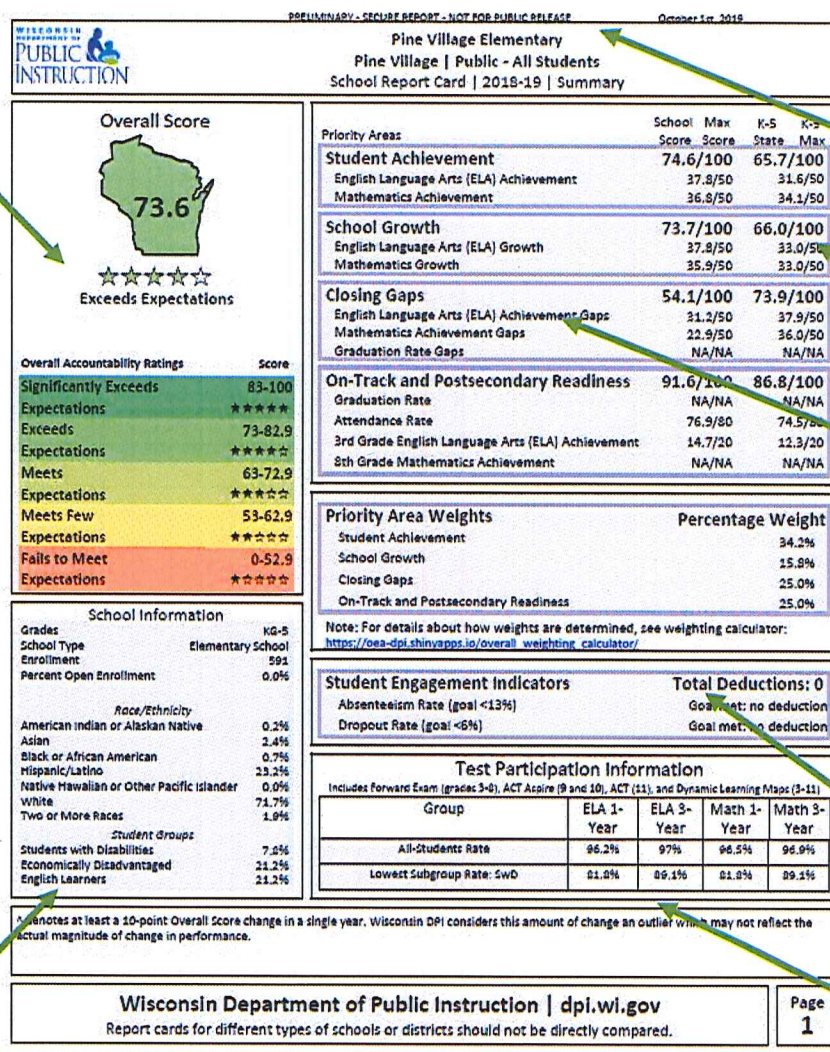 PRELIMINARY - SECURE REPORT - NOT FOR PUBLIC RELEASE October 1st, 2019
WISCONSIN
DEPARTMENT OF
PUBLIC
INSTRUCTION
Pine Village Elementary
Pine Village | Public - All Students
School Report Card | 2018-19 | Summary
Overall Score
73.6
Exceeds Expectations
Overall Accountability Ratings Score
Significantly Exceeds 83-100
Expectations ★★★★★
Exceeds 73-82.9
Expectations ★★★★☆
Meets 63-72.9
Expectations ★★★☆☆
Meets Few 53-62.9
Expectations ★★☆☆☆
Fails to Meet 0-52.9
Expectations ★☆☆☆☆
School Information
Grades KG-5
School Type Elementary School
Enrollment 591
Percent Open Enrollment 0.0%
Race/Ethnicity
American Indian or Alaskan Native 0.2%
Asian 2.4%
Black or African American 0.7%
Hispanic/Latino 23.2%
Native Hawaiian or Other Pacific Islander 0.0%
White 71.7%
Two or More Races 1.9%
Student Groups
Students with Disabilities
Economically Disadvantaged 21.2%
English Learners 21.2%
Priority Areas School Score Max Score K-5 State K-5 Max
Student Achievement 74.6/100 65.7/100
English Language Arts (ELA) Achievement 37.8/50 31.6/50
Mathematics Achievement 36.8/50 34.1/50
School Growth 73.7/100 66.0/100
English Language Arts (ELA) Growth 37.8/50 33.0/50
Mathematics Growth 35.9/50 33.0/50
Closing Gaps 54.1/100 73.9/100
English Language Arts (ELA) Achievement Gaps 31.2/50 37.9/50
Mathematics Achievement Gaps 22.9/50 36.0/50
Graduation Rate Gaps NA/NA NA/NA
On-Track and Postsecondary Readiness 91.6/100 86.8/100
Graduation Rate NA/NA NA/NA
Attendance Rate 76.9/80 74.5/80
3rd Grade English Language Arts (ELA) Achievement 14.7/20 12.3/20
8th Grade Mathematics Achievement NA/NA NA/NA
Priority Area Weights Percentage Weight
Student Achievement 34.2%
School Growth 15.8%
Closing Gaps 25.0%
On-Track and Postsecondary Readiness 25.0%
Note: For details about how weights are determined, see weighting calculator:
https://oea-dpi.shinyapps.io/overall_weighting_calculator/
Student Engagement Indicators Total Deductions: 0
Absenteeism Rate (goal <13%) Goal met: no deduction
Dropout Rate (goal <6%) Goal met: no deduction
Test Participation Information
Includes Forward Exam (grades 3-8), ACT Aspire (9 and 10), ACT (11), and Dynamic Learning Maps (3-11)
Group ELA 1-Year ELA 3-Year Math 1-Year Math 3-Year
All-Students Rate 96.2% 97% 96.5% 96.9%
Lowest Subgroup Rate: SwD 81.8% 89.1% 81.8% 89.1%
^ Denotes at least a 10-point Overall Score change in a single year. Wisconsin DPI considers this amount of change an outlier which may not reflect the
actual magnitude of change in performance.
Wisconsin Department of Public Instruction | dpi.wi.gov
Report cards for different types of schools or districts should not be directly compared.
Page
1